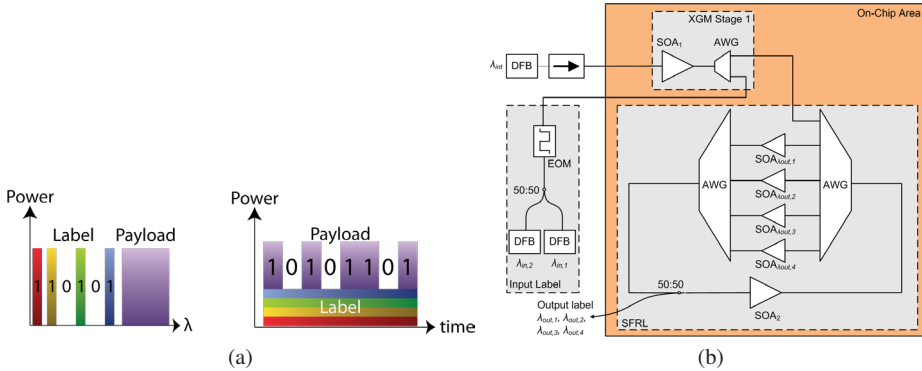 Power
Label
Payload
1 1 0 1 0 1
λ
Power
Payload
1 0 1 0 1 1 0 1
Label
time
(a)
On-Chip Area
XGM Stage 1
SOA1
AWG
λint
DFB
EOM
50:50
DFB
DFB
λin,2
λin,1
Input Label
AWG
SOAλout,1
SOAλout,2
SOAλout,3
SOAλout,4
AWG
50:50
Output label
λout,1, λout,2,
λout,3, λout,4
SOA2
SFRL
(b)